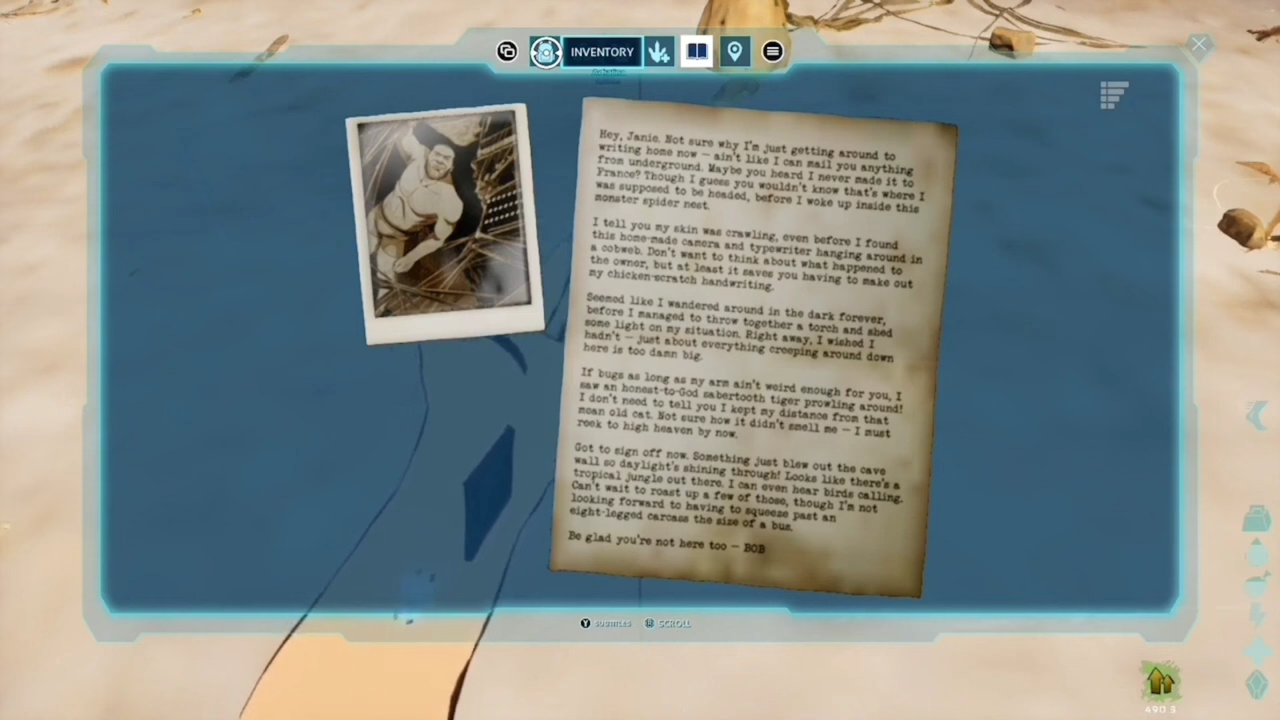 INVENTORY
Hey, Janie. Not sure why I'm just getting around to
writing home now — ain't like I can mail you anything
from underground. Maybe you heard I never made it to
France? Though I guess you wouldn't know that's where I
was supposed to be headed, before I woke up inside this
monster spider nest.
I tell you my skin was crawling, even before I found
this home-made camera and typewriter hanging around in
a cobweb. Don't want to think about what happened to
the owner, but at least it saves you having to make out
my chicken-scratch handwriting.
Seemed like I wandered around in the dark forever,
before I managed to throw together a torch and shed
some light on my situation. Right away, I wished I
hadn't — just about everything creeping around down
here is too damn big.
If bugs as long as my arm ain't weird enough for you, I
saw an honest-to-God sabertooth tiger prowling around!
I don't need to tell you I kept my distance from that
mean old cat. Not sure how it didn't smell me — I must
reek to high heaven by now.
Got to sign off now. Something just blew out the cave
wall so daylight's shining through! Looks like there's a
tropical jungle out there. I can even hear birds calling.
Can't wait to roast up a few of those, though I'm not
looking forward to having to squeeze past an
eight-legged carcass the size of a bus.
Be glad you're not here too — BOB
Y SUBTITLES R SCROLL
490.3